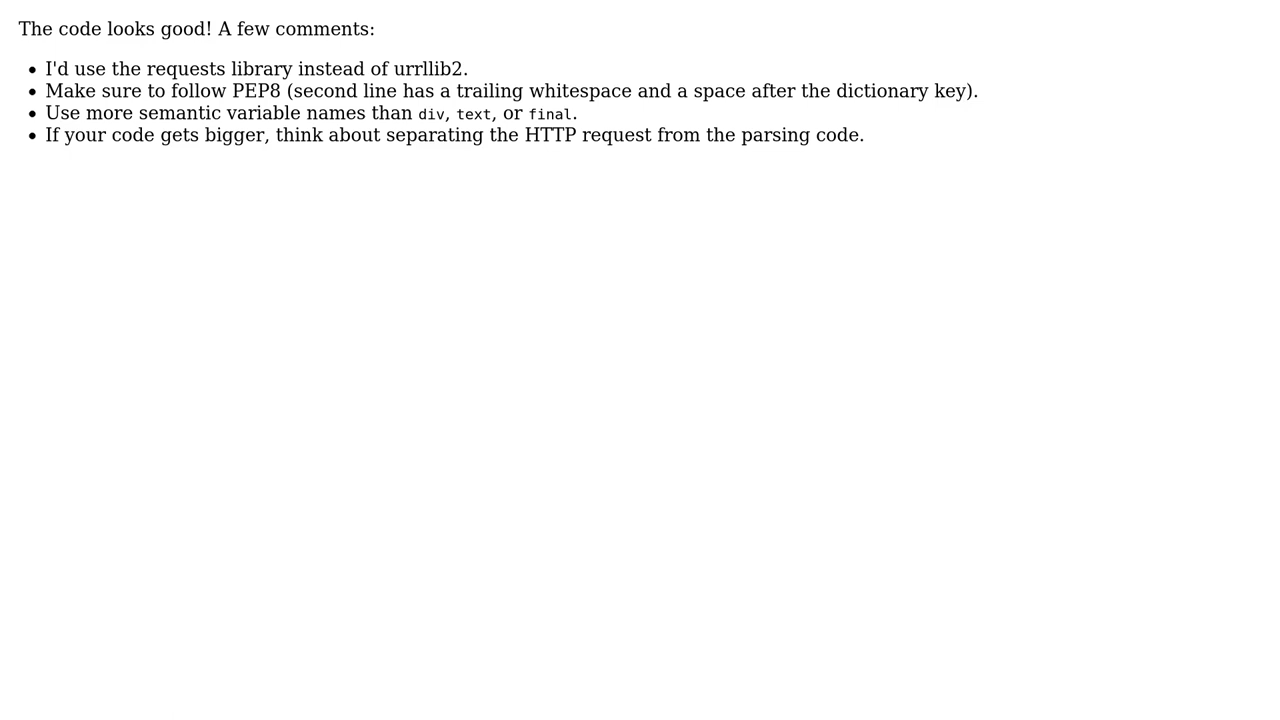 The code looks good! A few comments:
• I'd use the requests library instead of urrllib2.
• Make sure to follow PEP8 (second line has a trailing whitespace and a space after the dictionary key).
• Use more semantic variable names than div, text, or final.
• If your code gets bigger, think about separating the HTTP request from the parsing code.